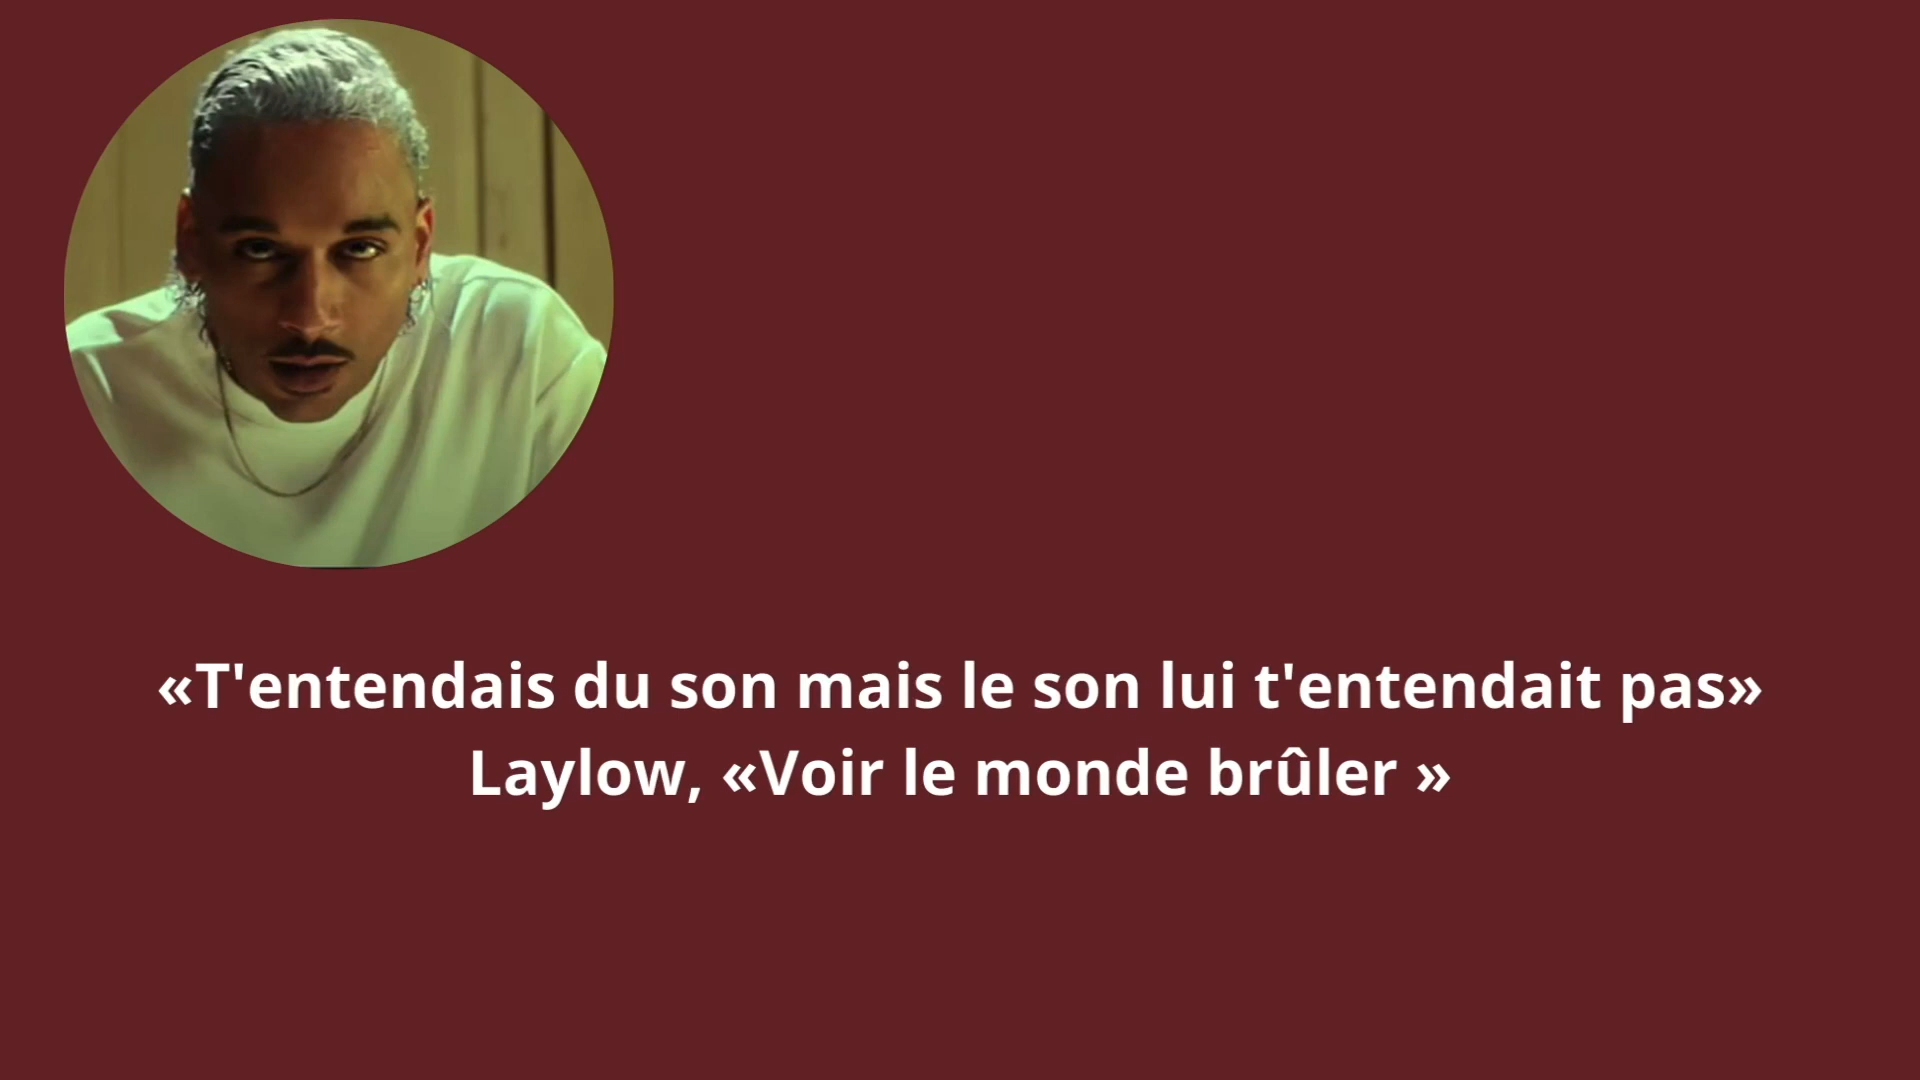 «T'entendais du son mais le son lui t'entendait pas»
Laylow, «Voir le monde brûler »